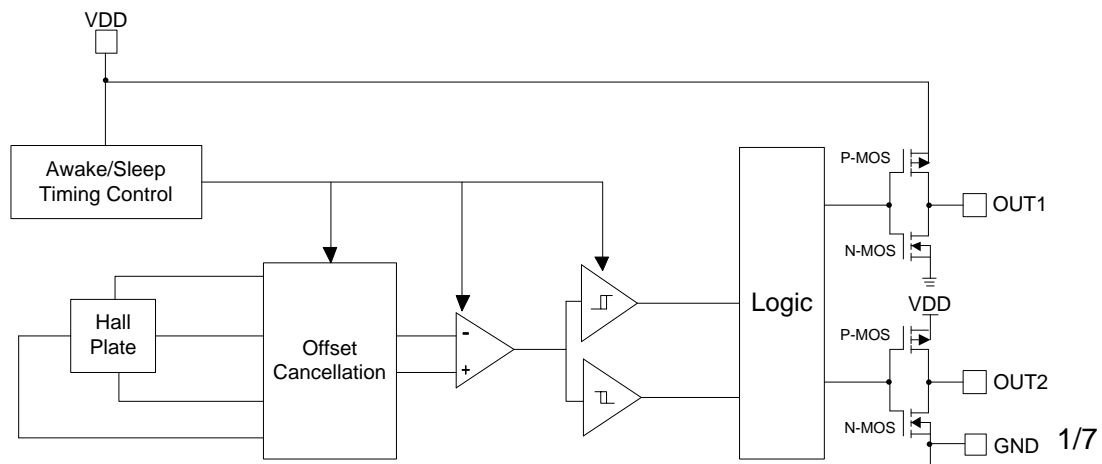 VDD
Awake/Sleep
Timing Control
P-MOS
OUT1
N-MOS
Hall
Plate
Offset
Cancellation
-
+
Logic
VDD
P-MOS
OUT2
N-MOS
GND
1/7